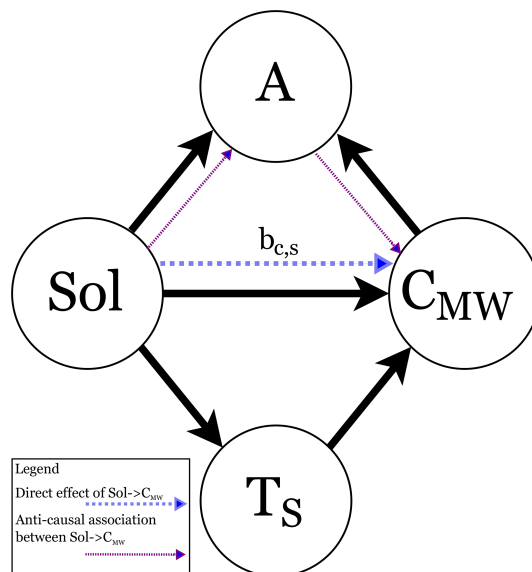 A
b_{c,s}
Sol
C_{MW}
T_S
Legend
Direct effect of Sol->C_{MW}
Anti-causal association
between Sol->C_{MW}